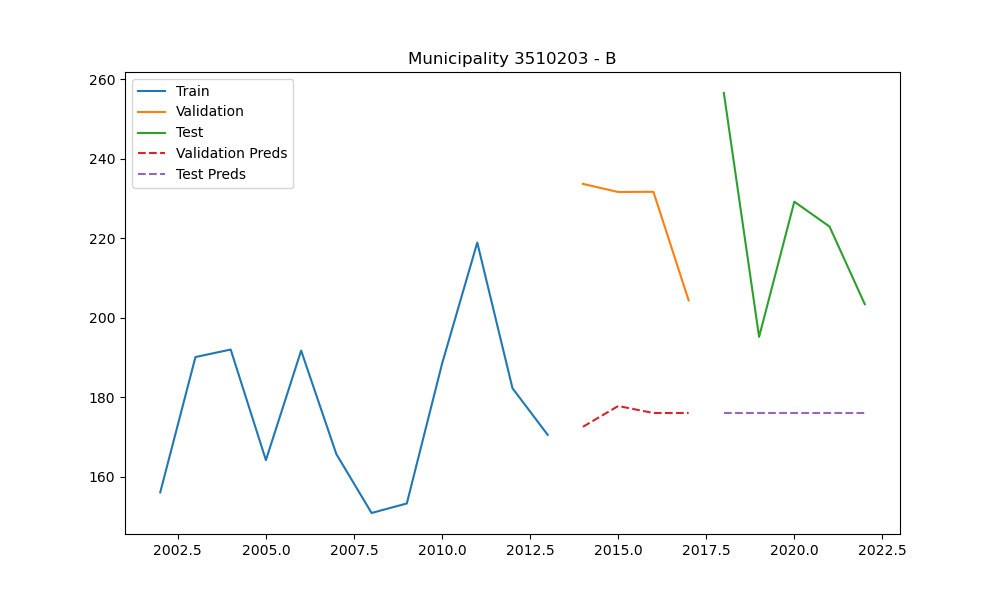 Municipality 3510203 - B
260
240
220
200
180
160
Train
Validation
Test
Validation Preds
Test Preds
2002.5 2005.0 2007.5 2010.0 2012.5 2015.0 2017.5 2020.0 2022.5